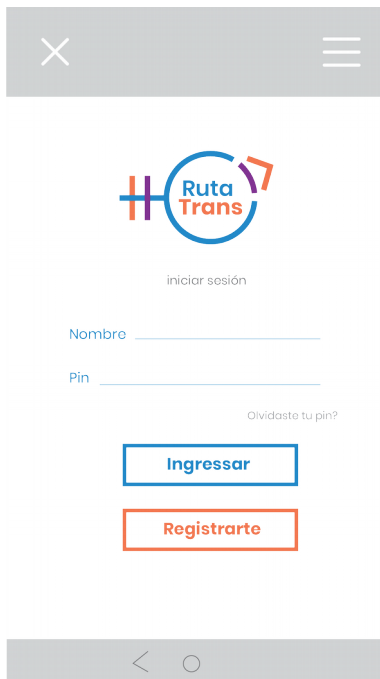 Ruta
Trans
iniciar sesión
Nombre
Pin
Olvidaste tu pin?
Ingressar
Registrarte